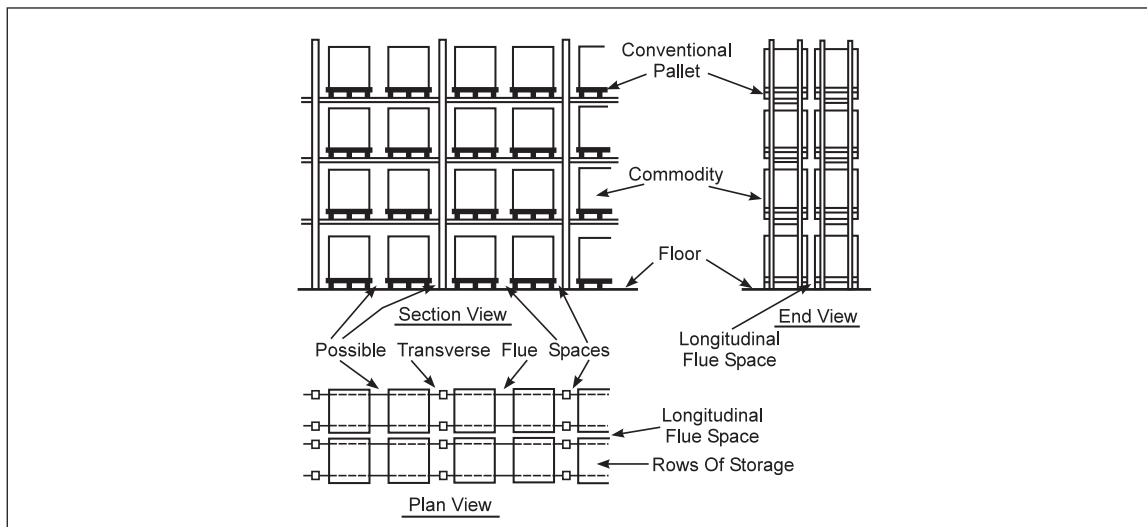 Conventional
Pallet
Commodity
Floor
Section View
End View
Longitudinal
Flue Space
Possible Transverse Flue Spaces
Longitudinal
Flue Space
Rows Of Storage
Plan View